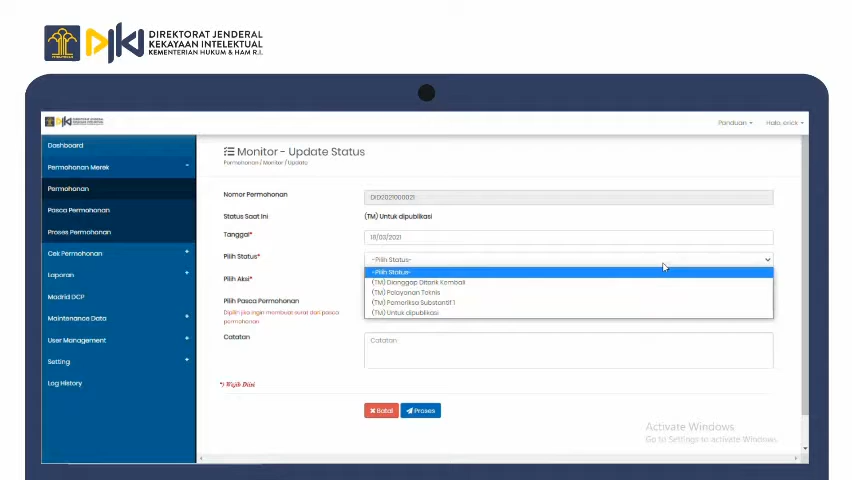 DIREKTORAT JENDERAL
KEKAYAAN INTELEKTUAL
KEMENTERIAN HUKUM & HAM R.I.
Panduan
Halo, erick
Dashboard
Permohonan Merek
Permohonan
Pasca Permohonan
Proses Permohonan
Cek Permohonan
Laporan
Madrid DCP
Maintenance Data
User Management
Setting
Log History
Monitor - Update Status
Permohonan / Monitor / Update
Nomor Permohonan
DID2021000021
Status Saat Ini
(TM) Untuk dipublikasi
Tanggal*
18/03/2021
Pilih Status*
-Pilih Status-
-Pilih Status-
(TM) Dianggap Ditarik Kembali
(TM) Pelayanan Teknis
(TM) Pemeriksa Substantif 1
(TM) Untuk dipublikasi
Pilih Aksi*
Pilih Pasca Permohonan
Dipilih jika ingin membuat surat dari pasca
permohonan
Catatan
Catatan
*) Wajib Diisi
Batal
Proses
Activate Windows
Go to Settings to activate Windows.